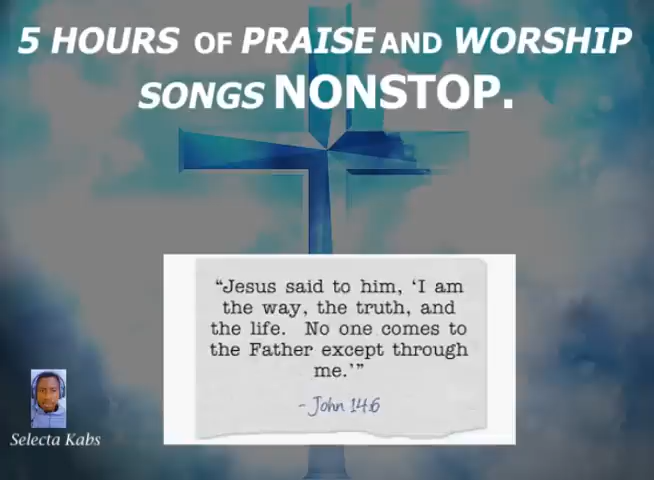 5 HOURS OF PRAISE AND WORSHIP
SONGS NONSTOP.
“Jesus said to him, ‘I am
the way, the truth, and
the life. No one comes to
the Father except through
me.’”
- John 14:6
Selecta Kabs